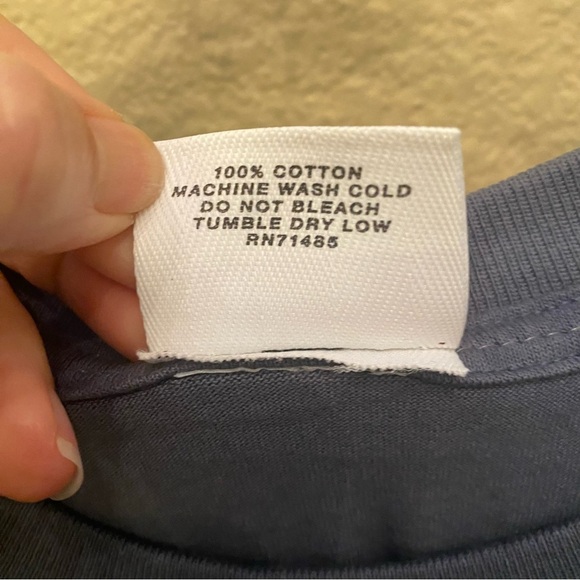 100% COTTON
MACHINE WASH COLD
DO NOT BLEACH
TUMBLE DRY LOW
RN71485